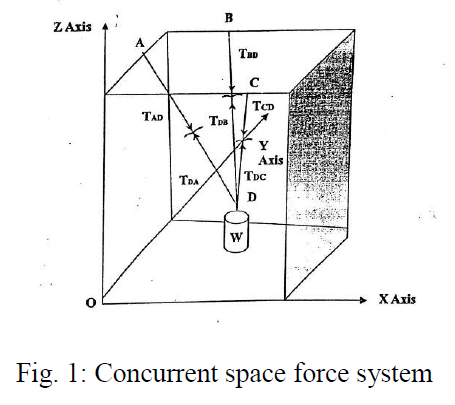 B
Z Axis
A
TBD
C
TAD
TDB
TCD
Y
Axis
TDA
TDC
D
W
O
X Axis
Fig. 1: Concurrent space force system